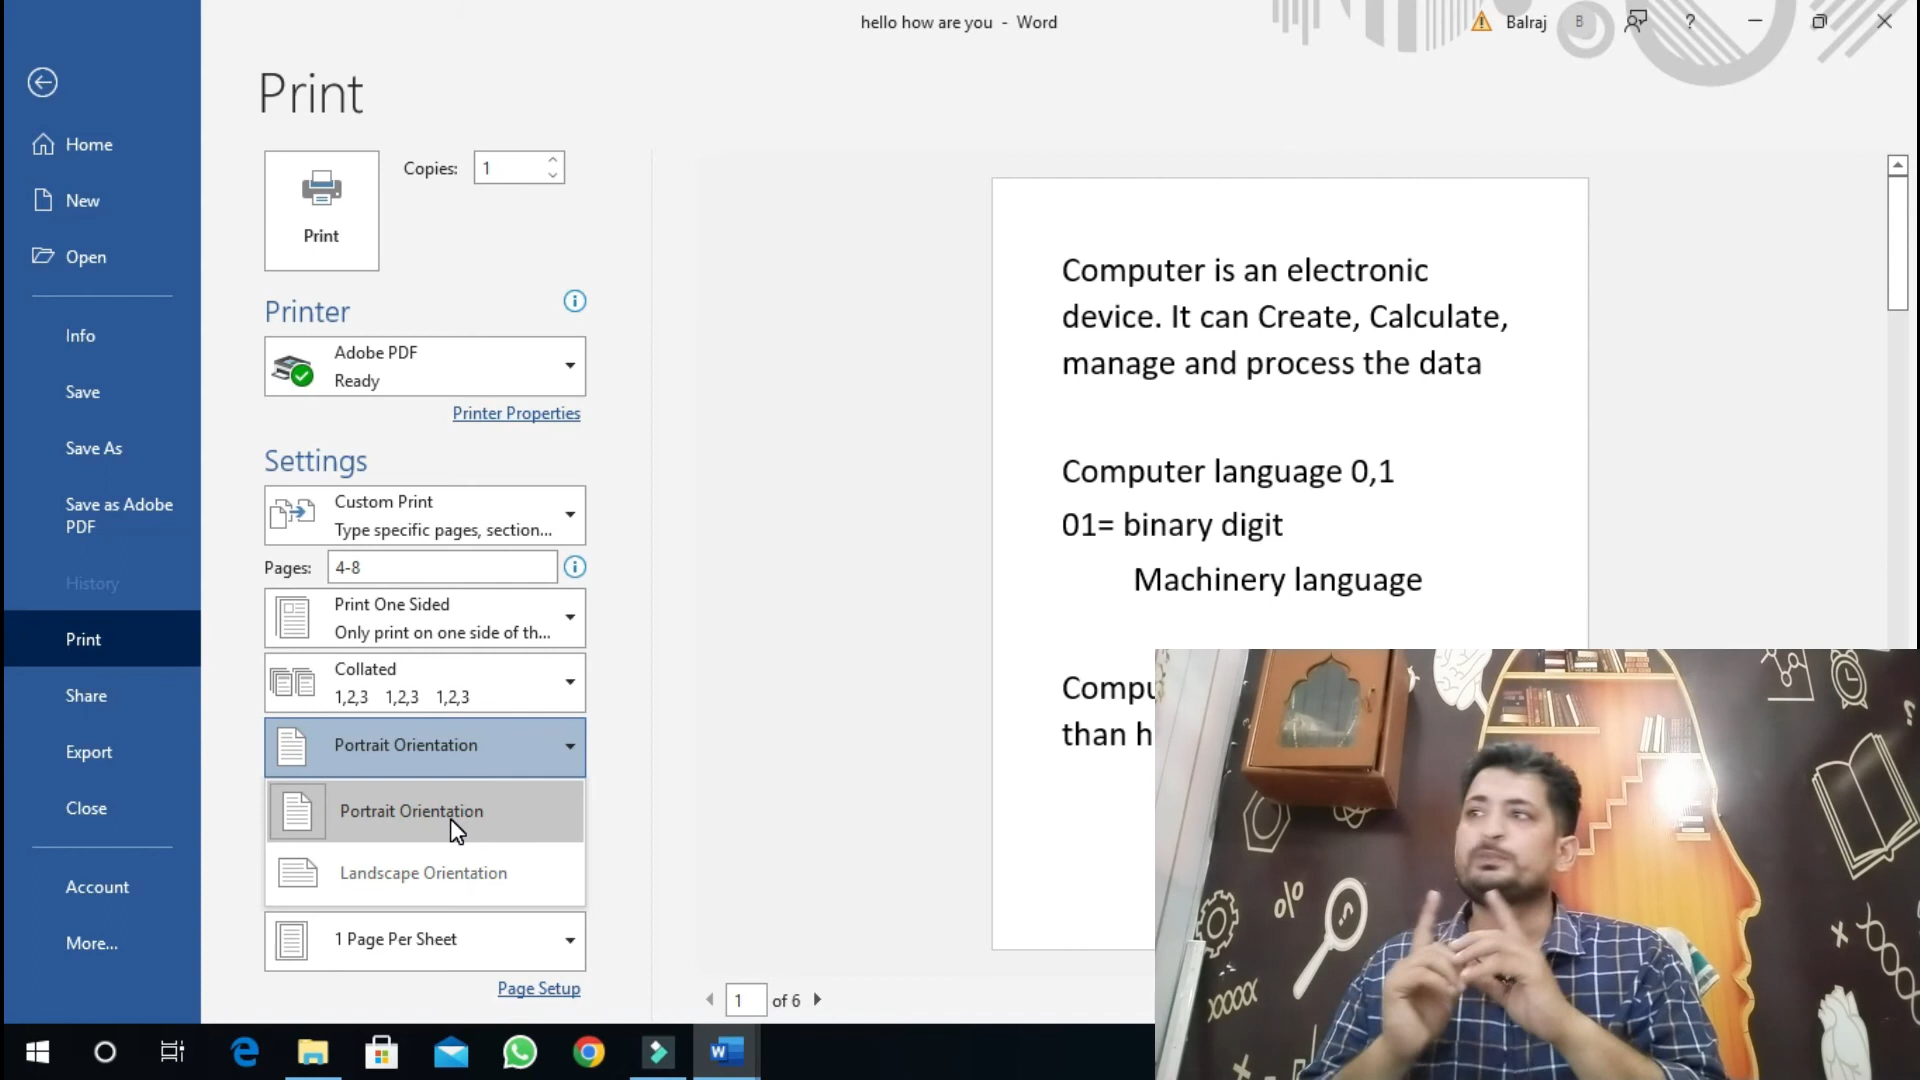 hello how are you - Word
Balraj
B
?
Print
Home
New
Open
Info
Save
Save As
Save as Adobe
PDF
History
Print
Share
Export
Close
Account
More...
Print
Copies: 1
Printer
Adobe PDF
Ready
Printer Properties
Settings
Custom Print
Type specific pages, section...
Pages: 4-8
Print One Sided
Only print on one side of th...
Collated
1,2,3 1,2,3 1,2,3
Portrait Orientation
Portrait Orientation
Landscape Orientation
1 Page Per Sheet
Page Setup
Computer is an electronic
device. It can Create, Calculate,
manage and process the data
Computer language 0,1
01= binary digit
Machinery language
Compu
than h
1 of 6
%